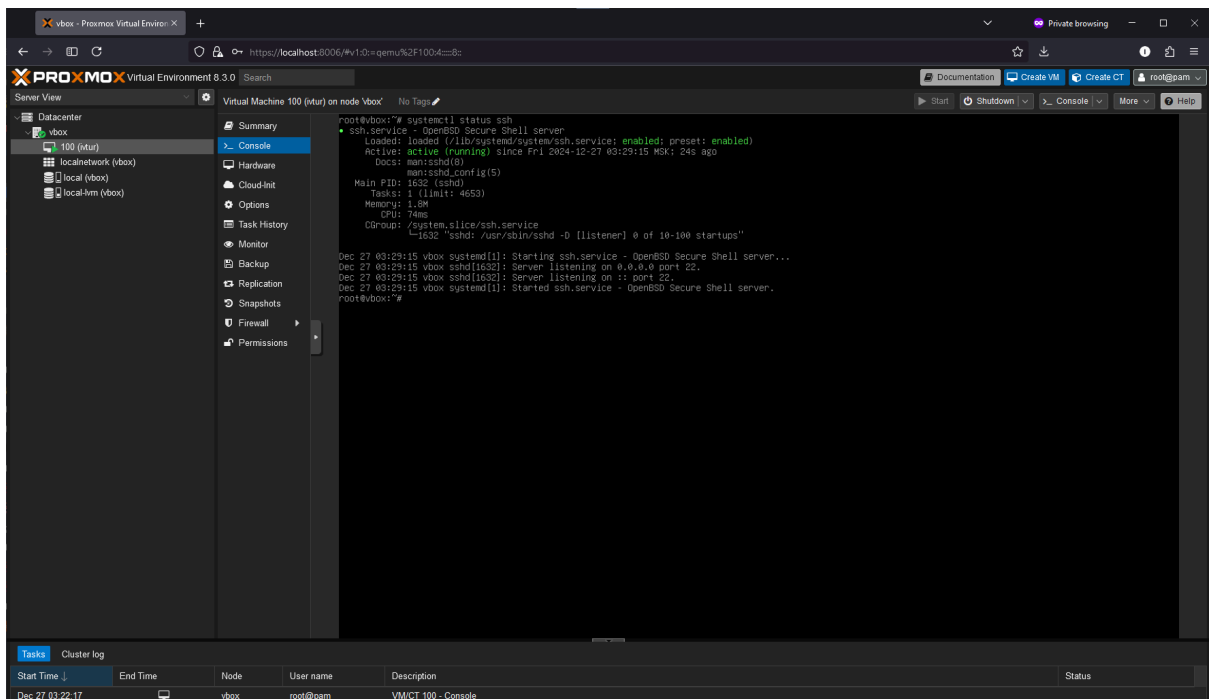 vbox - Proxmox Virtual Environ
Private browsing
https://localhost:8006/#v1:0:=qemu%2F100:4:::::8::
PROXMOX Virtual Environment 8.3.0 Search
Documentation Create VM Create CT root@pam
Server View
Virtual Machine 100 (ivtur) on node 'vbox' No Tags
Start Shutdown Console More Help
Datacenter
vbox
100 (ivtur)
localnetwork (vbox)
local (vbox)
local-lvm (vbox)
Summary
Console
Hardware
Cloud-Init
Options
Task History
Monitor
Backup
Replication
Snapshots
Firewall
Permissions
root@vbox:~# systemctl status ssh
● ssh.service - OpenBSD Secure Shell server
Loaded: loaded (/lib/systemd/system/ssh.service; enabled; preset: enabled)
Active: active (running) since Fri 2024-12-27 03:29:15 MSK; 24s ago
Docs: man:sshd(8)
man:sshd_config(5)
Main PID: 1632 (sshd)
Tasks: 1 (limit: 4653)
Memory: 1.8M
CPU: 74ms
CGroup: /system.slice/ssh.service
└─1632 "sshd: /usr/sbin/sshd -D [listener] 0 of 10-100 startups"
Dec 27 03:29:15 vbox systemd[1]: Starting ssh.service - OpenBSD Secure Shell server...
Dec 27 03:29:15 vbox sshd[1632]: Server listening on 0.0.0.0 port 22.
Dec 27 03:29:15 vbox sshd[1632]: Server listening on :: port 22.
Dec 27 03:29:15 vbox systemd[1]: Started ssh.service - OpenBSD Secure Shell server.
root@vbox:~#
Tasks Cluster log
Start Time ↓ End Time Node User name Description Status
Dec 27 03:22:17 vbox root@pam VM/CT 100 - Console